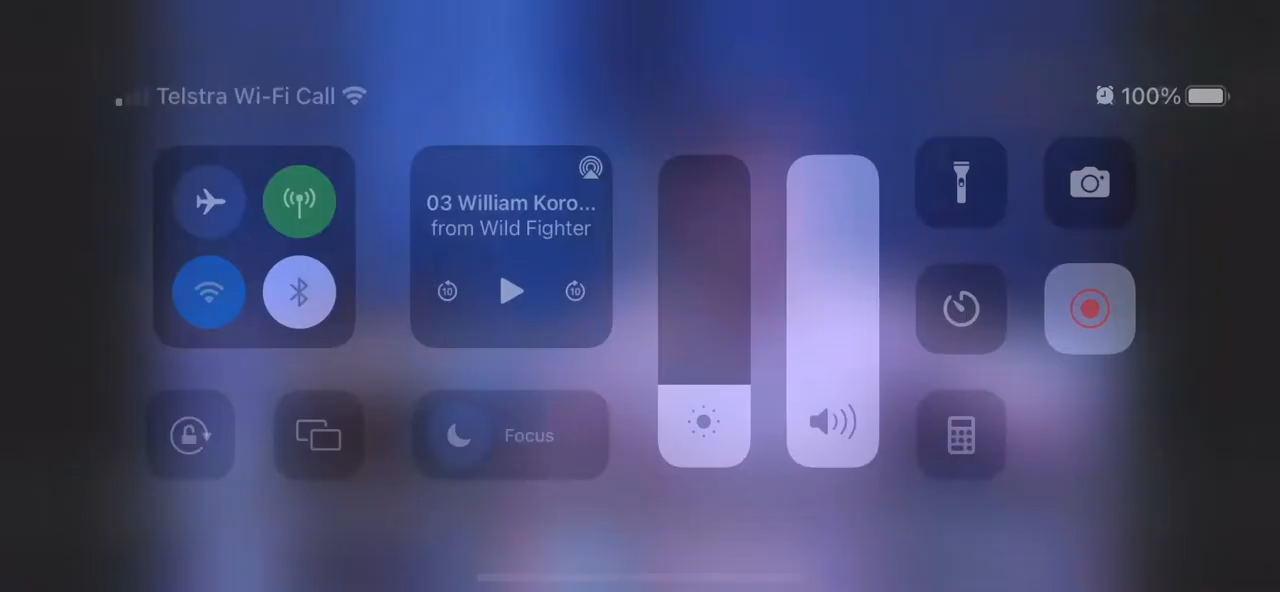 Telstra Wi-Fi Call
100%
03 William Koro...
from Wild Fighter
10
10
Focus